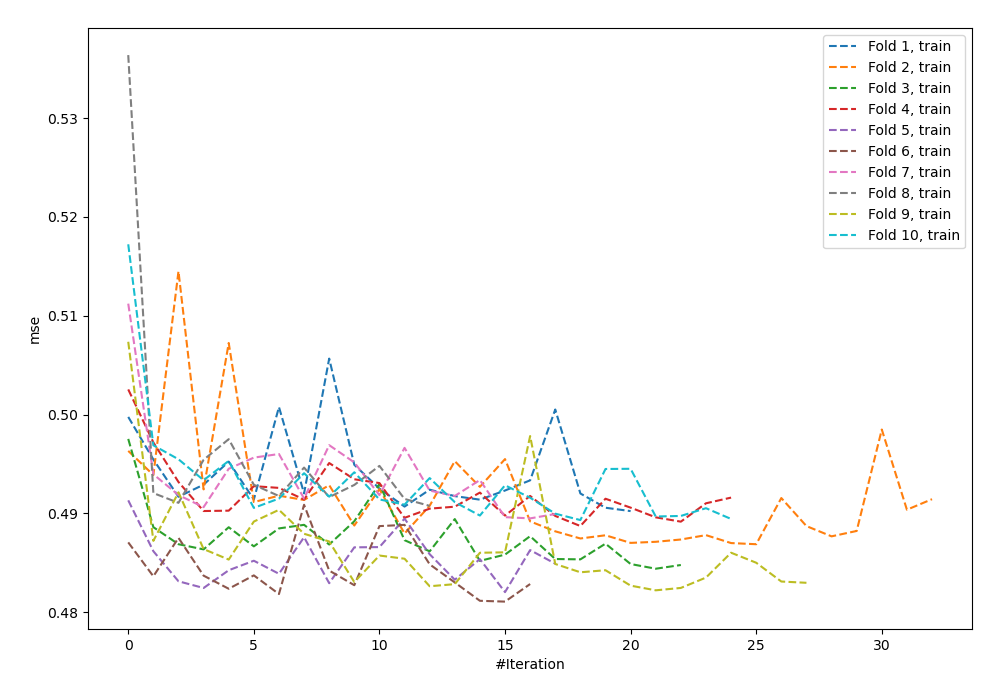 Fold 1, train
Fold 2, train
Fold 3, train
Fold 4, train
Fold 5, train
Fold 6, train
Fold 7, train
Fold 8, train
Fold 9, train
Fold 10, train
0.53
0.52
0.51
0.50
0.49
0.48
mse
0 5 10 15 20 25 30
#Iteration